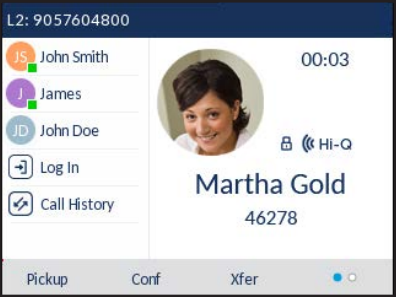 L2: 9057604800
JS John Smith
J James
JD John Doe
Log In
Call History
00:03
Hi-Q
Martha Gold
46278
Pickup Conf Xfer